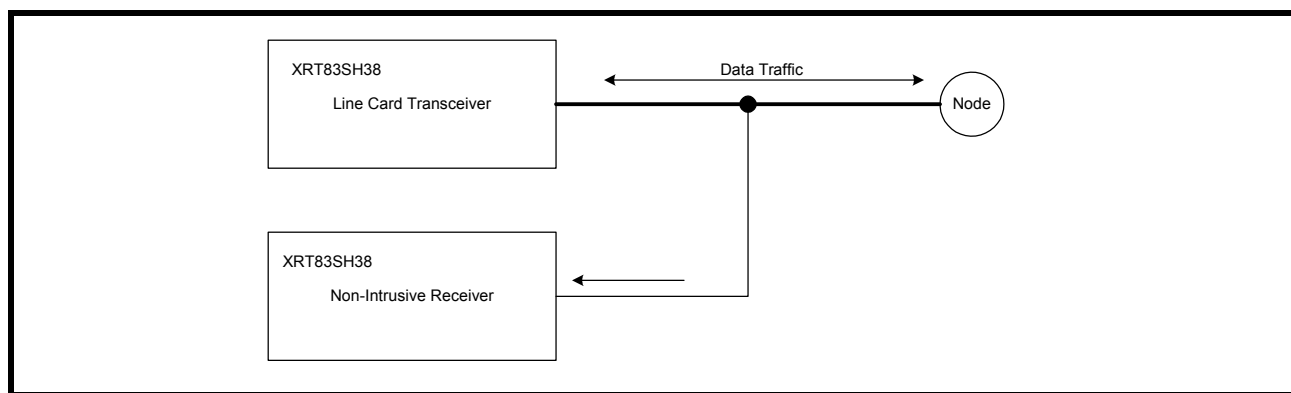 XRT83SH38
Line Card Transceiver
Data Traffic
Node
XRT83SH38
Non-Intrusive Receiver